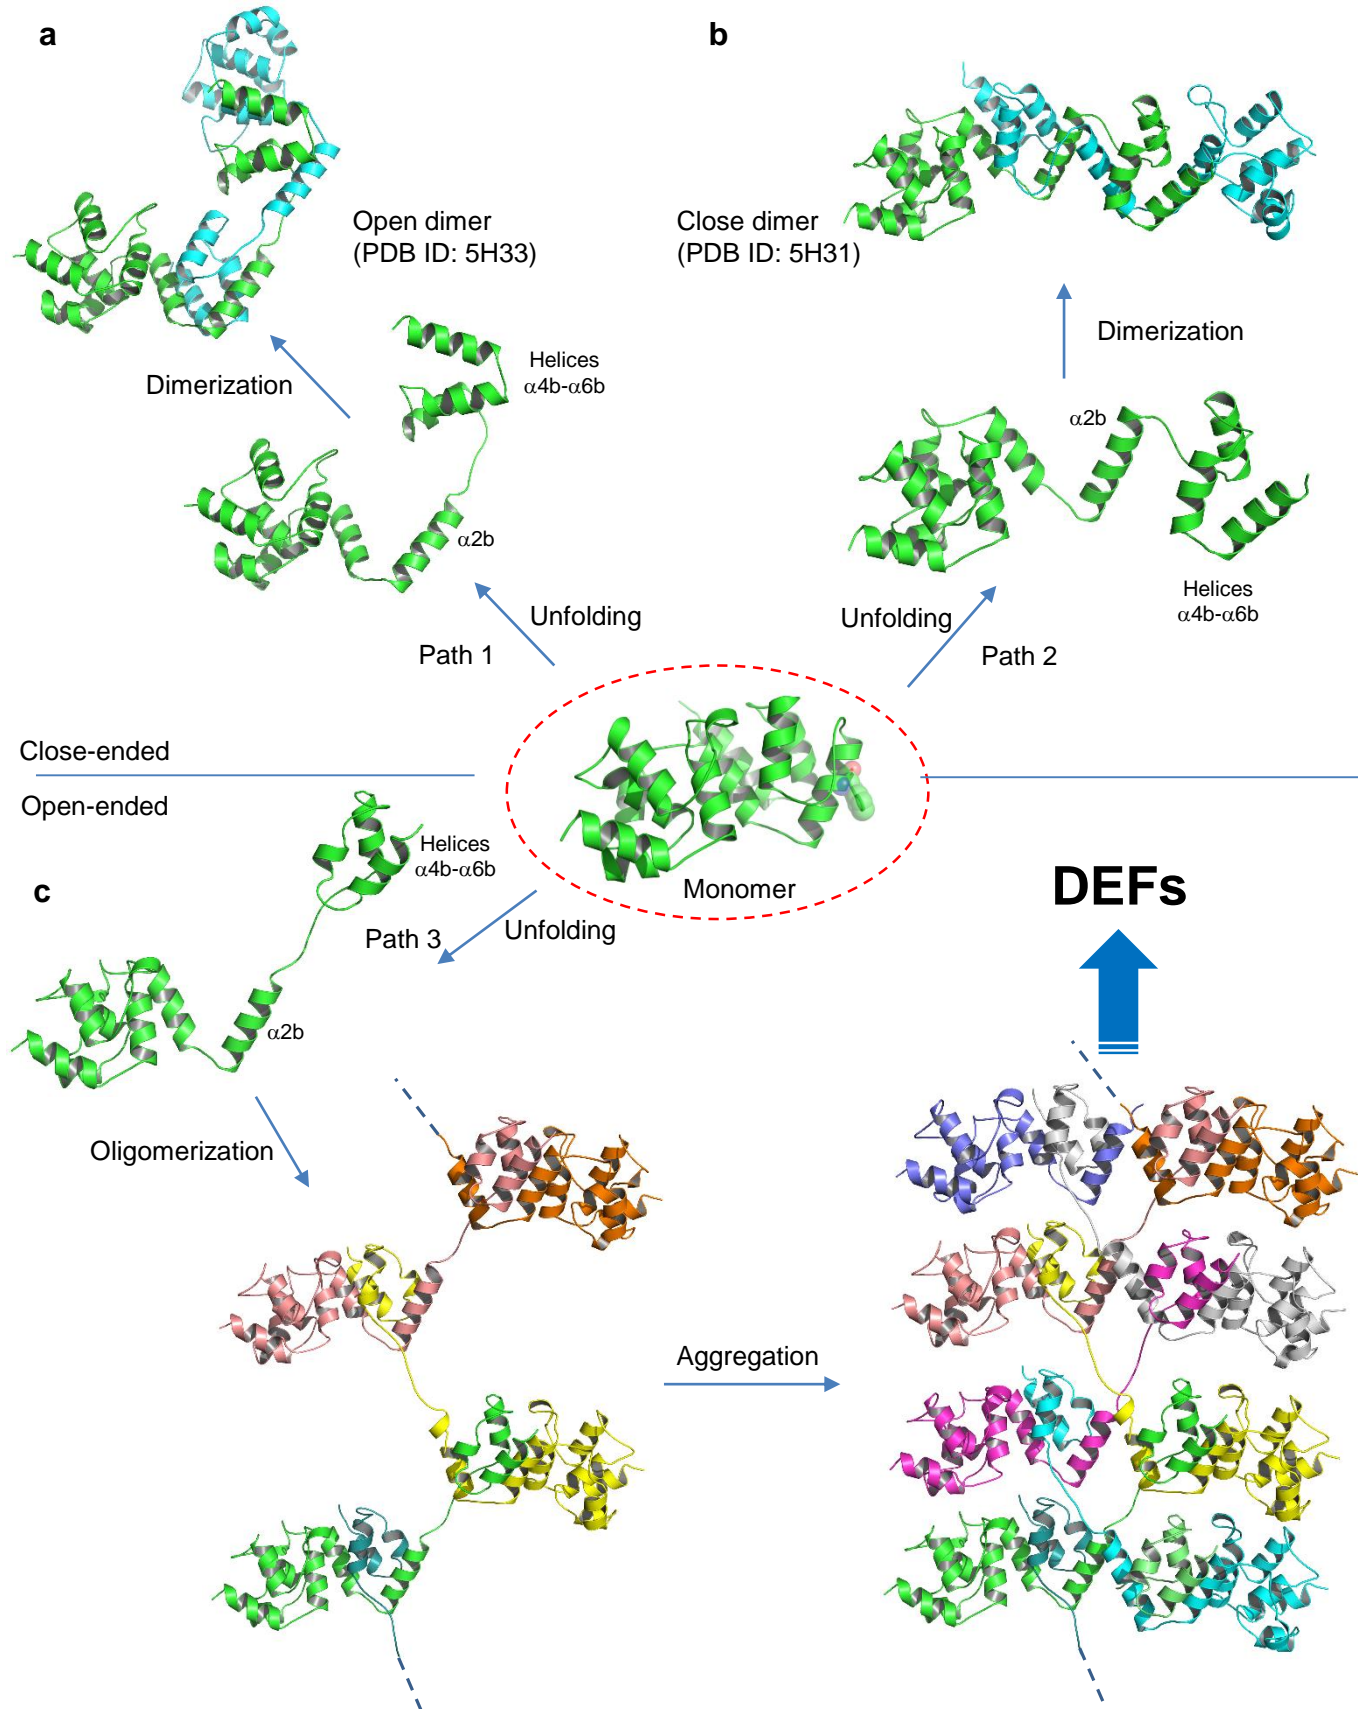 a
b
Open dimer
(PDB ID: 5H33)
Close dimer
(PDB ID: 5H31)
Dimerization
Helices
α4b-α6b
α2b
Dimerization
α2b
Helices
α4b-α6b
Unfolding
Path 1
Unfolding
Path 2
Close-ended
Open-ended
Monomer
c
Helices
α4b-α6b
Path 3
Unfolding
α2b
DEFs
Oligomerization
Aggregation